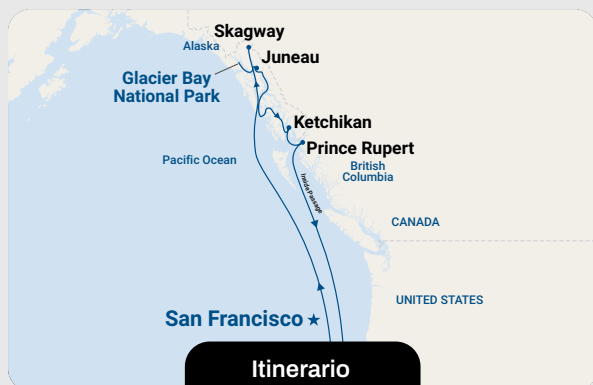 Skagway
Alaska
Juneau
Glacier Bay
National Park
Ketchikan
Prince Rupert
Pacific Ocean
British
Columbia
Inside Passage
CANADA
UNITED STATES
San Francisco
Itinerario